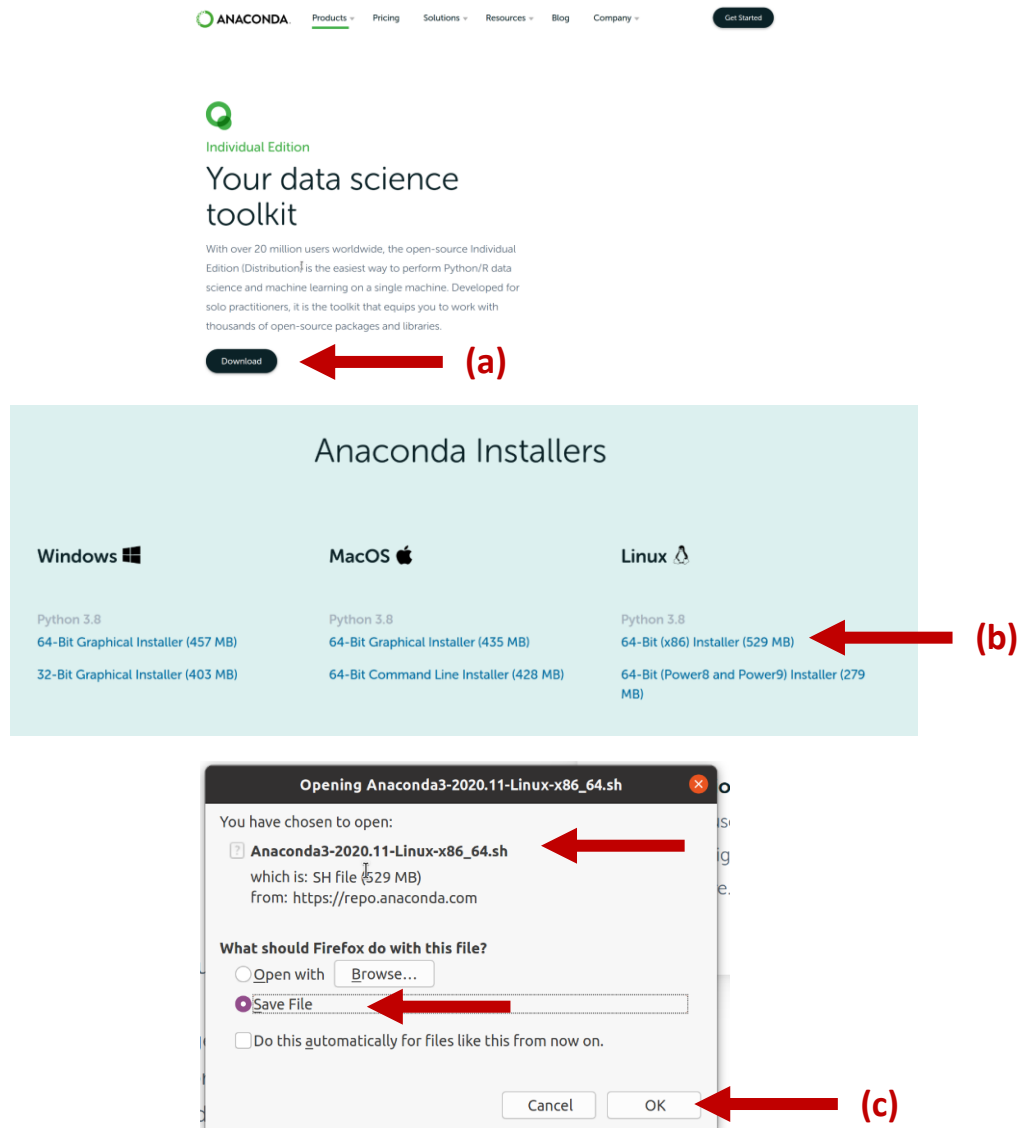 ANACONDA. Products Pricing Solutions Resources Blog Company Get Started
Individual Edition
Your data science
toolkit
With over 20 million users worldwide, the open-source Individual
Edition (Distribution) is the easiest way to perform Python/R data
science and machine learning on a single machine. Developed for
solo practitioners, it is the toolkit that equips you to work with
thousands of open-source packages and libraries.
Download (a)
Anaconda Installers
Windows MacOS Linux
Python 3.8 Python 3.8 Python 3.8
64-Bit Graphical Installer (457 MB) 64-Bit Graphical Installer (435 MB) 64-Bit (x86) Installer (529 MB) (b)
32-Bit Graphical Installer (403 MB) 64-Bit Command Line Installer (428 MB) 64-Bit (Power8 and Power9) Installer (279
MB)
Opening Anaconda3-2020.11-Linux-x86_64.sh
You have chosen to open:
Anaconda3-2020.11-Linux-x86_64.sh
which is: SH file (529 MB)
from: https://repo.anaconda.com
What should Firefox do with this file?
Open with Browse...
Save File
Do this automatically for files like this from now on.
Cancel OK (c)